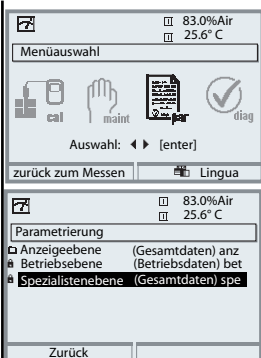 83.0%Air
25.6° C
Menüauswahl
cal
maint
par
diag
Auswahl: [enter]
zurück zum Messen
Lingua
83.0%Air
25.6° C
Parametrierung
Anzeigeebene (Gesamtdaten) anz
Betriebsebene (Betriebsdaten) bet
Spezialistenebene (Gesamtdaten) spe
Zurück